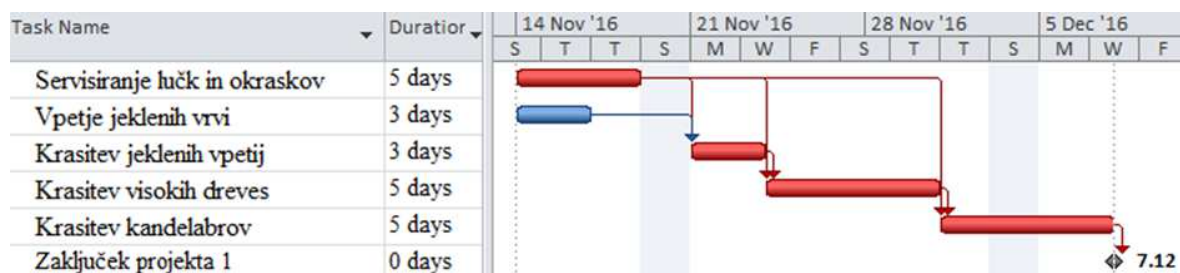 Task Name Duration 14 Nov '16 21 Nov '16 28 Nov '16 5 Dec '16
S T T S M W F S T T S M W F
Servisiranje lučk in okraskov 5 days
Vpetje jeklenih vrvi 3 days
Krasitev jeklenih vpetij 3 days
Krasitev visokih dreves 5 days
Krasitev kandelabrov 5 days
Zaključek projekta 1 0 days 7.12